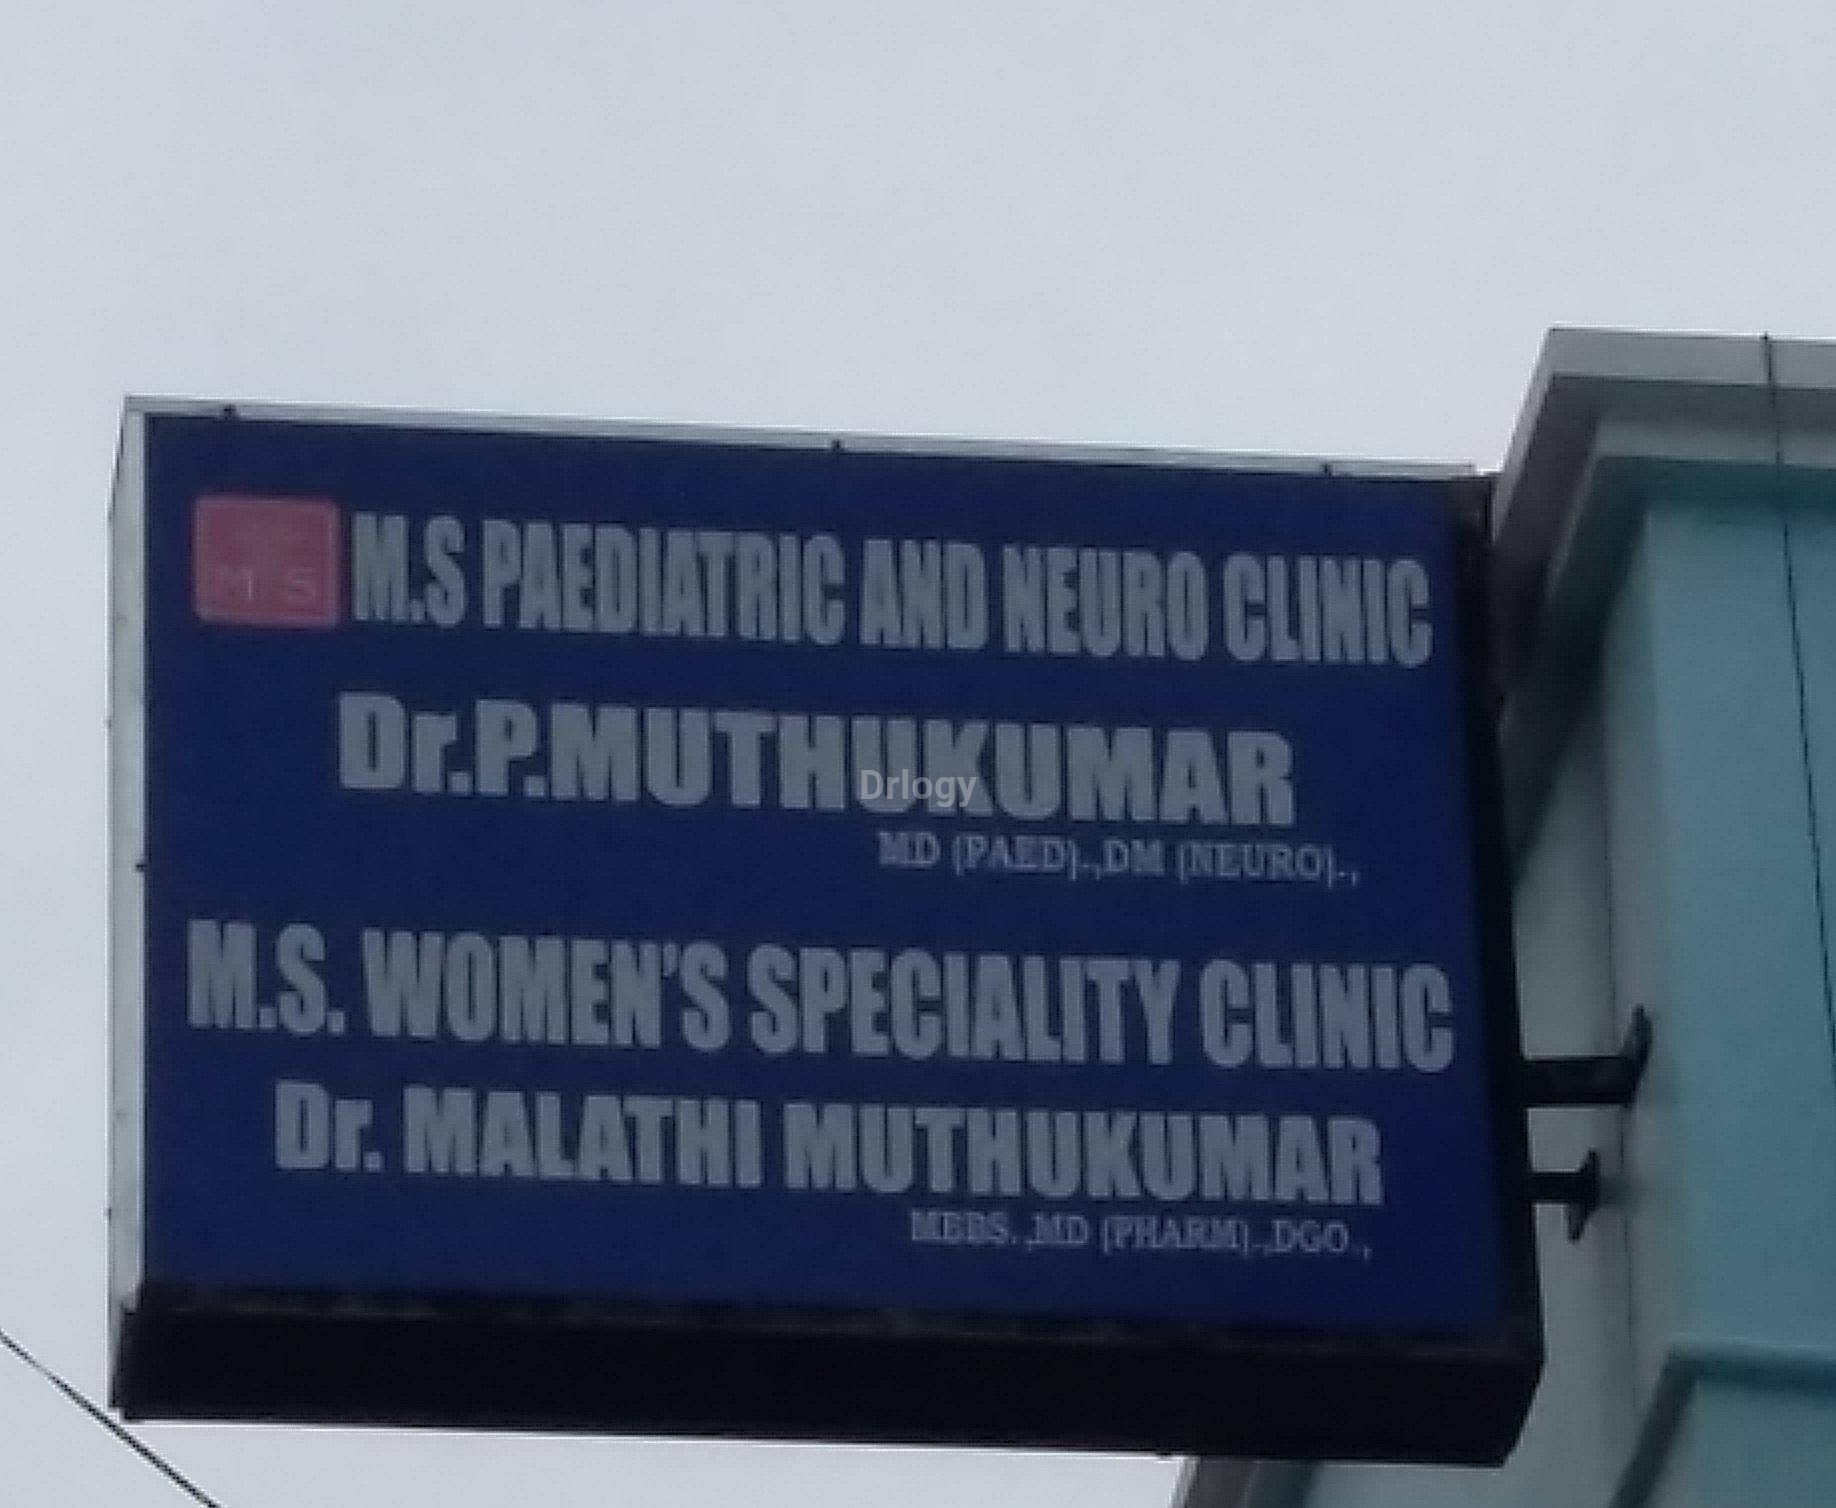 M S
M.S PAEDIATRIC AND NEURO CLINIC
Dr.P.MUTHUKUMAR
Drlogy
MD (PAED).,DM (NEURO).,
M.S. WOMEN'S SPECIALITY CLINIC
Dr. MALATHI MUTHUKUMAR
MBBS.,MD (PHARM).,DGO.,